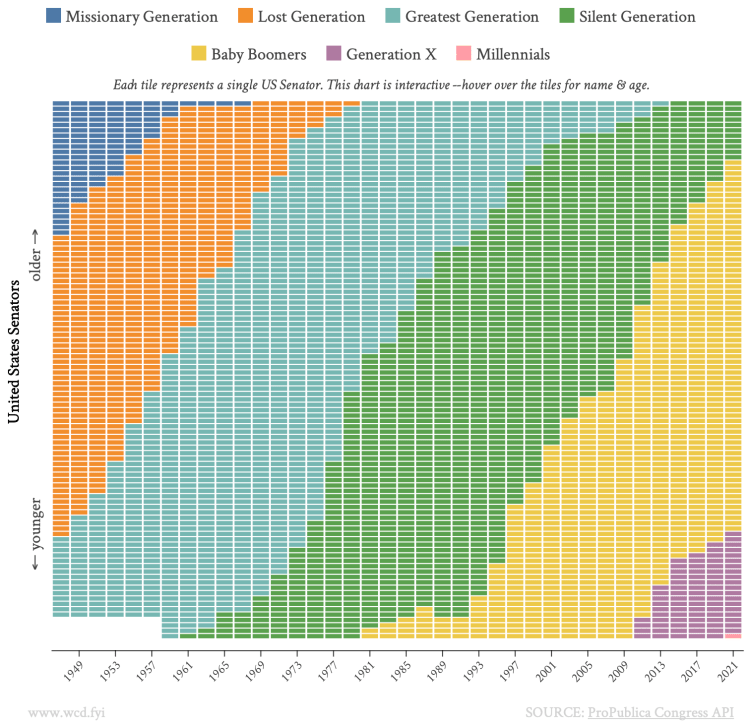 Missionary Generation Lost Generation Greatest Generation Silent Generation
Baby Boomers Generation X Millennials
Each tile represents a single US Senator. This chart is interactive --hover over the tiles for name & age.
United States Senators
older →
← younger
1949 1953 1957 1961 1965 1969 1973 1977 1981 1985 1989 1993 1997 2001 2005 2009 2013 2017 2021
www.wcd.fyi SOURCE: ProPublica Congress API